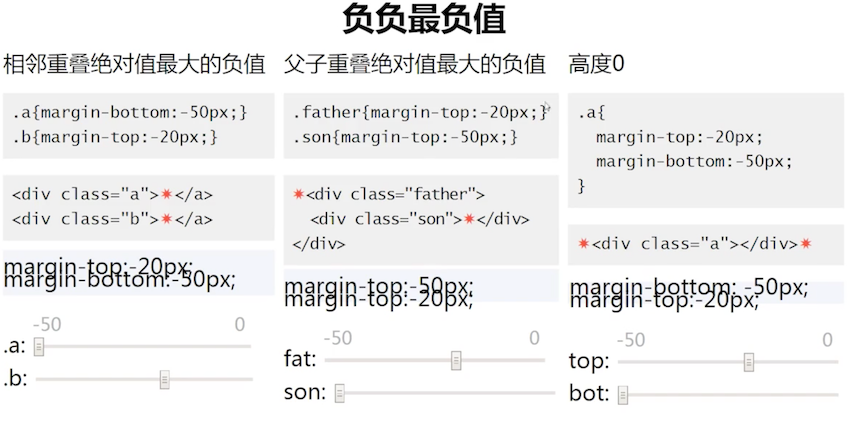 负负最负值
相邻重叠绝对值最大的负值
.a{margin-bottom:-50px;}
.b{margin-top:-20px;}
<div class="a">✷</a>
<div class="b">✷</a>
margin-top:-20px;
margin-bottom:-50px;
-50 0
.a:
.b:
父子重叠绝对值最大的负值
.father{margin-top:-20px;}
.son{margin-top:-50px;}
✷<div class="father">
<div class="son">✷</div>
</div>
margin-top:-50px;
margin-top:-20px;
-50 0
fat:
son:
高度0
.a{
margin-top:-20px;
margin-bottom:-50px;
}
✷<div class="a"></div>✷
margin-bottom: -50px;
margin-top:-20px;
-50 0
top:
bot: